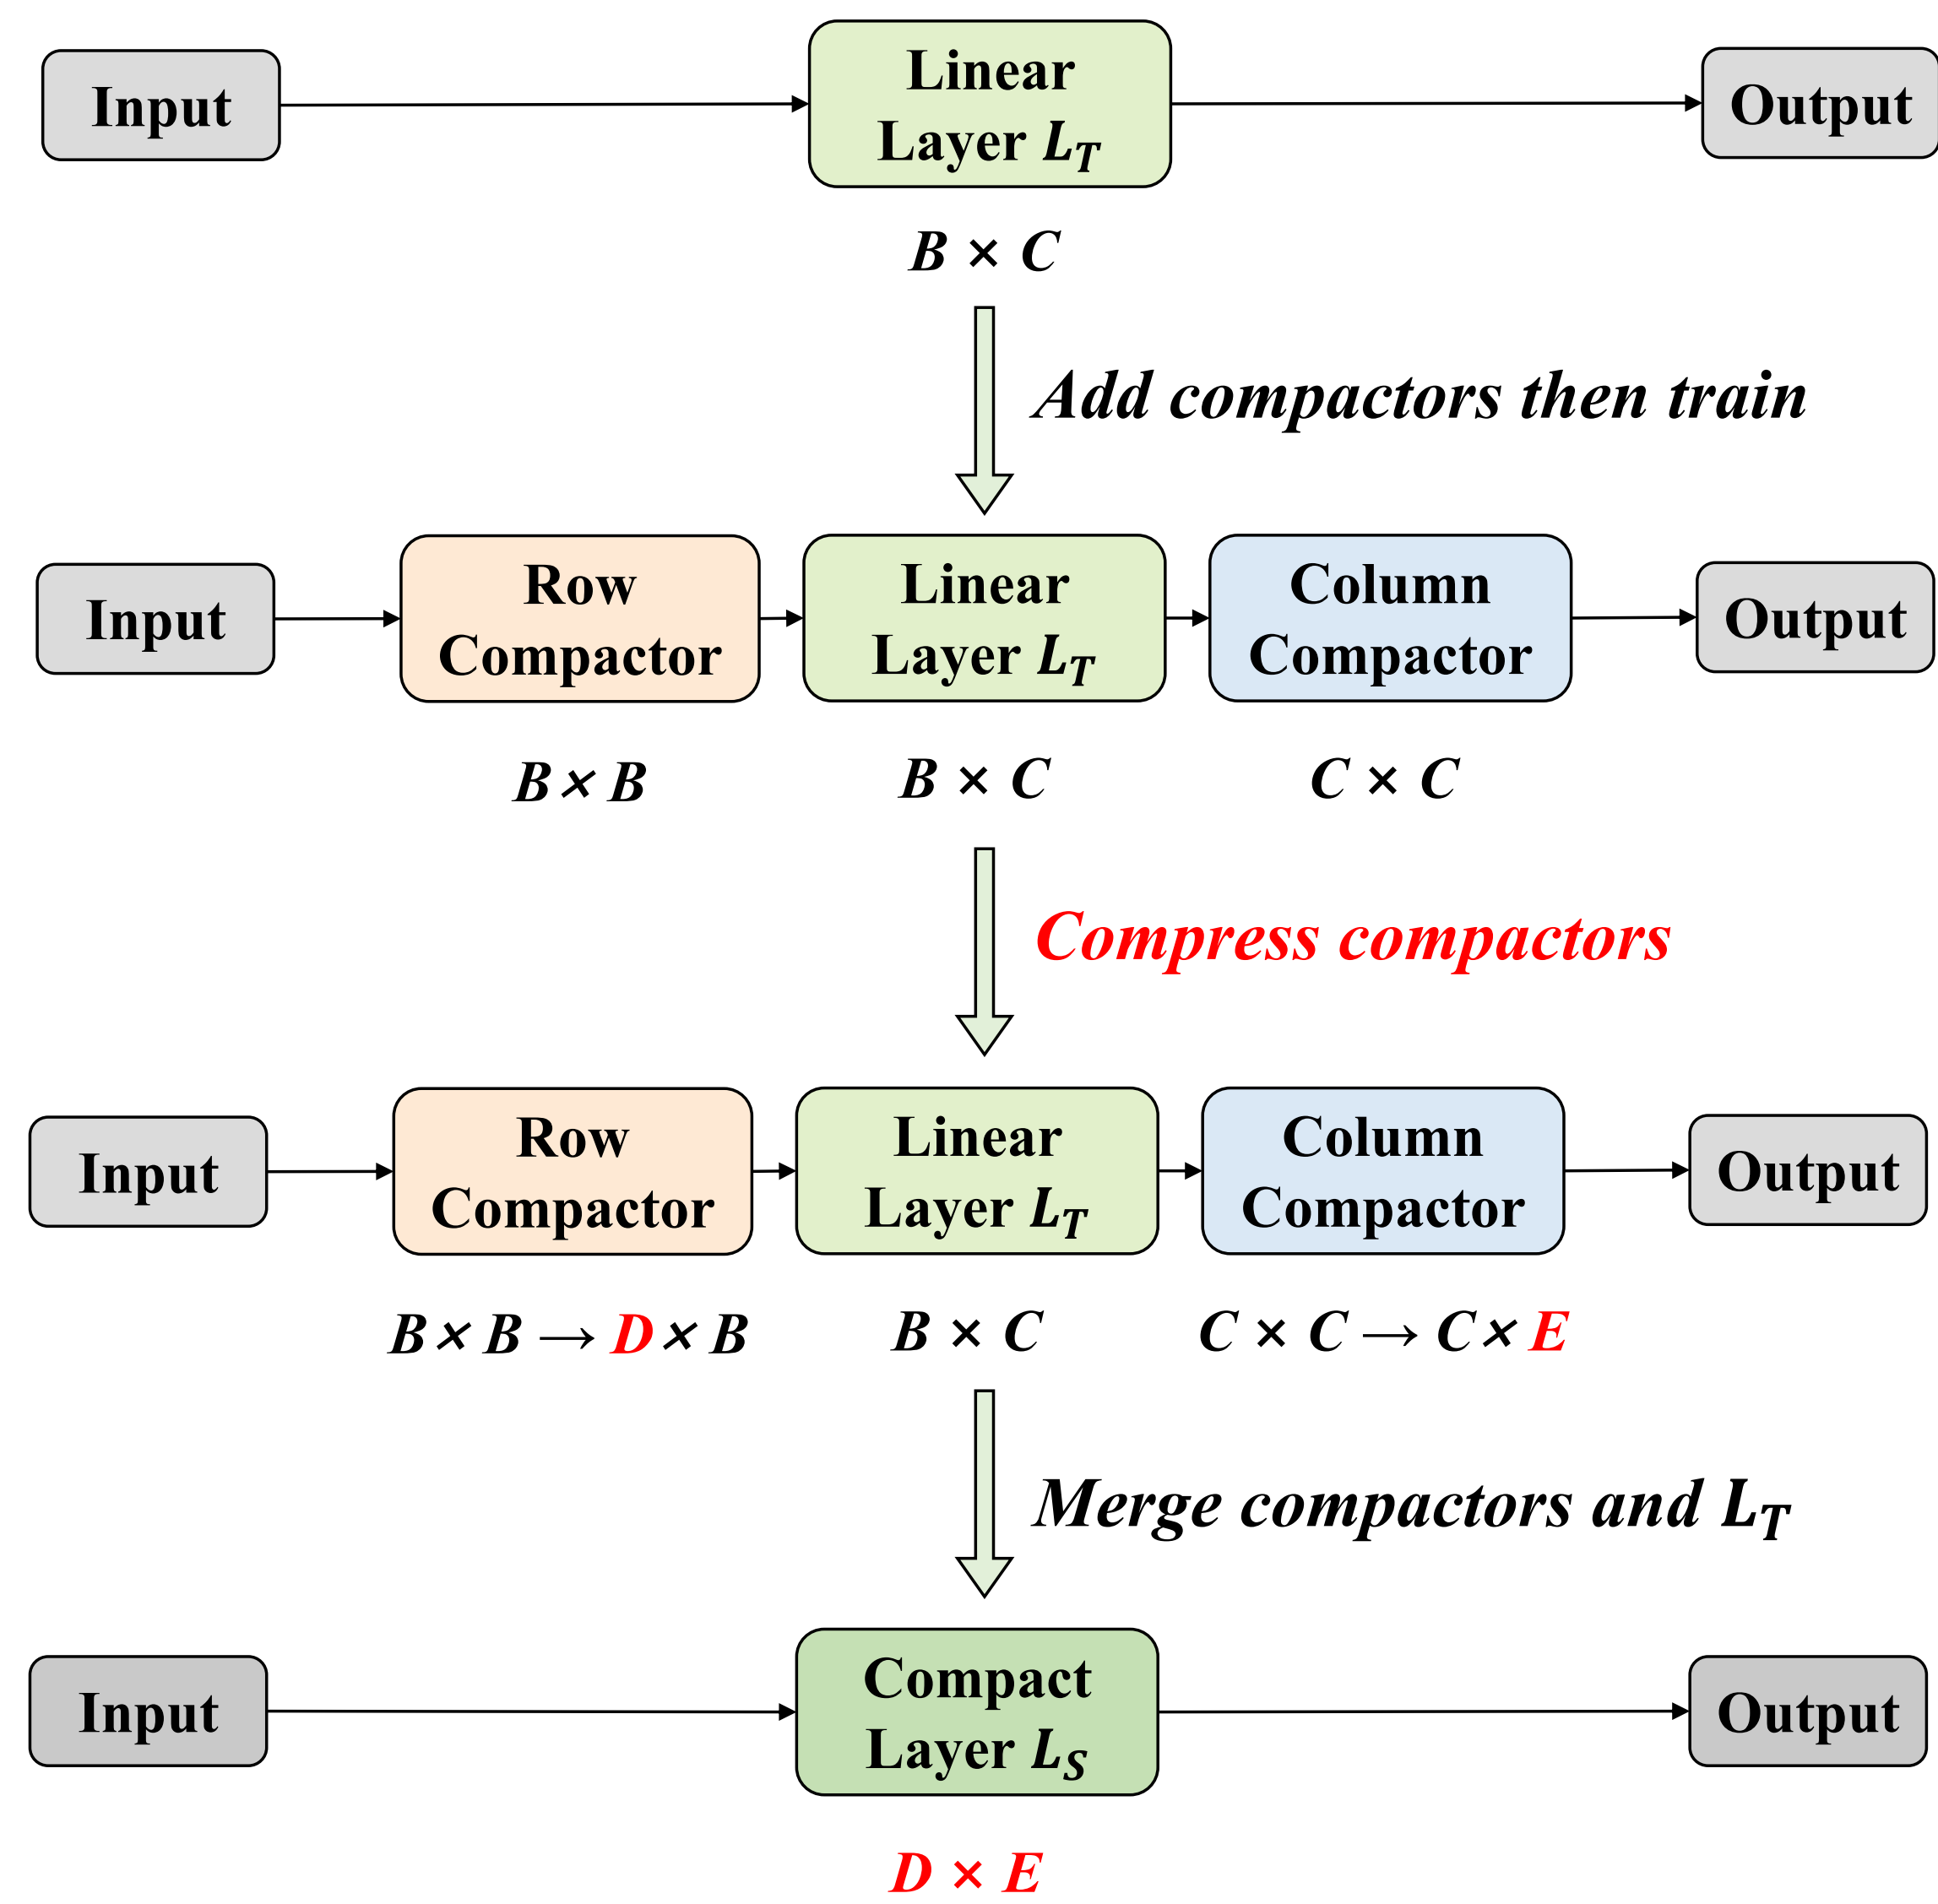 Input
Linear
Layer L_T
Output
B × C
Add compactors then train
Input
Row
Compactor
Linear
Layer L_T
Column
Compactor
Output
B × B
B × C
C × C
Compress compactors
Input
Row
Compactor
Linear
Layer L_T
Column
Compactor
Output
B × B → D × B
B × C
C × C → C × E
Merge compactors and L_T
Input
Compact
Layer L_S
Output
D × E